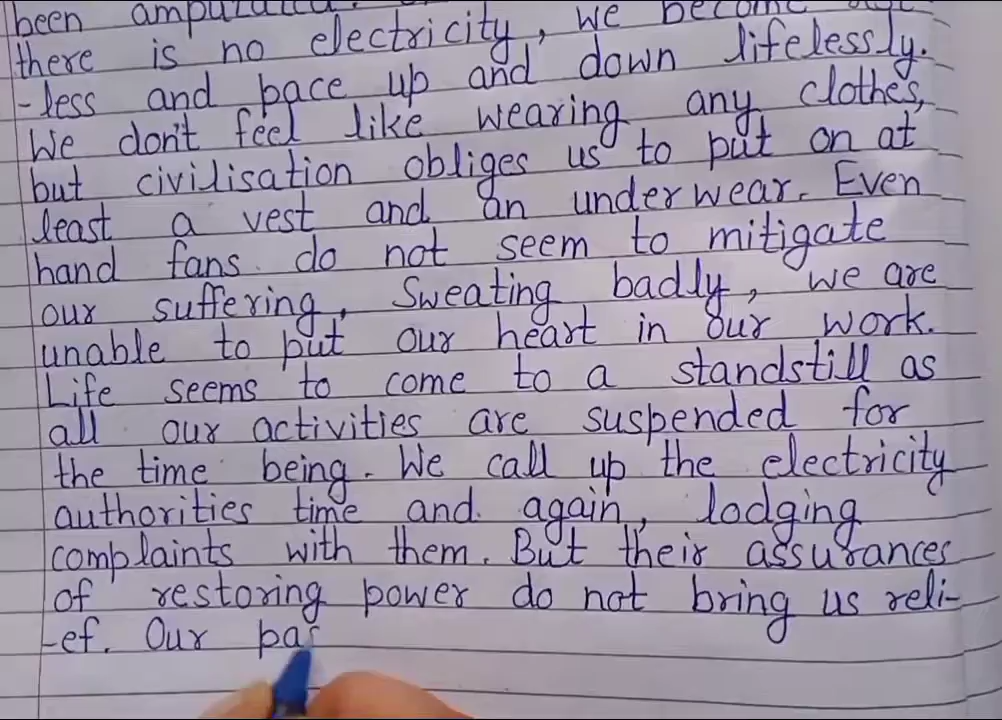 been
there is no electricity, we become
-less and pace up and down lifelessly.
We don't feel like wearing any clothes,
but civilisation obliges us to put on at
least a vest and an underwear. Even
hand fans do not seem to mitigate
our suffering. Sweating badly, we are
unable to put our heart in our work.
Life seems to come to a standstill as
all our activities are suspended for
the time being. We call up the electricity
authorities time and again, lodging
complaints with them. But their assurances
of restoring power do not bring us reli-
-ef. Our pa